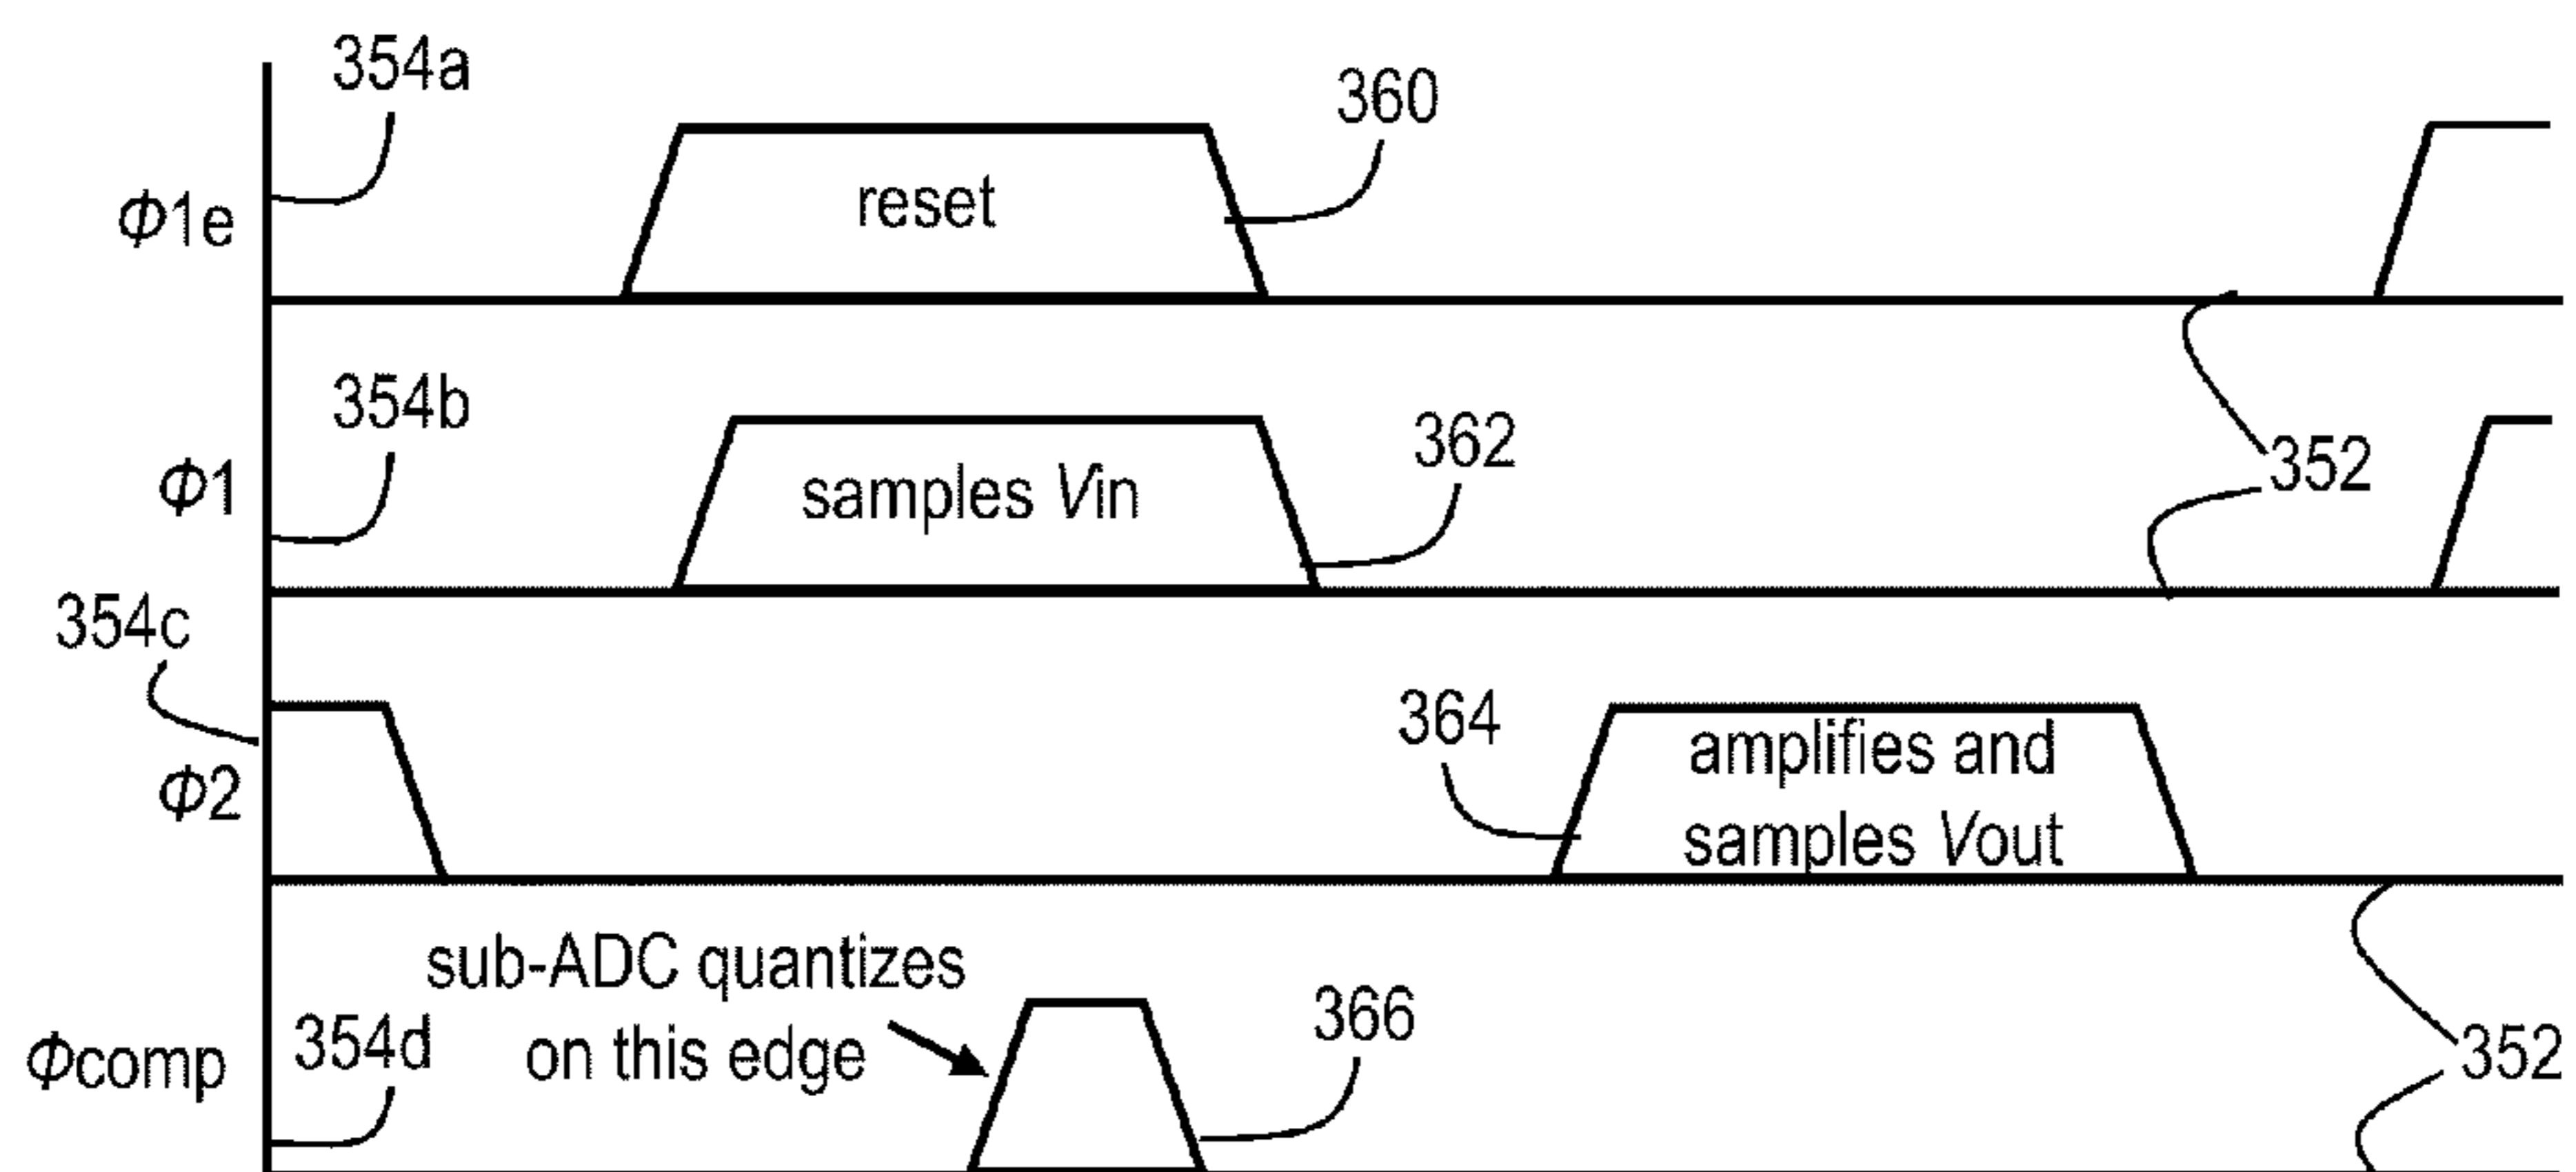 354a
360
reset
Φ1e
354b
362
352
samples Vin
Φ1
354c
364
amplifies and
samples Vout
Φ2
sub-ADC quantizes
on this edge
366
352
354d
Φcomp